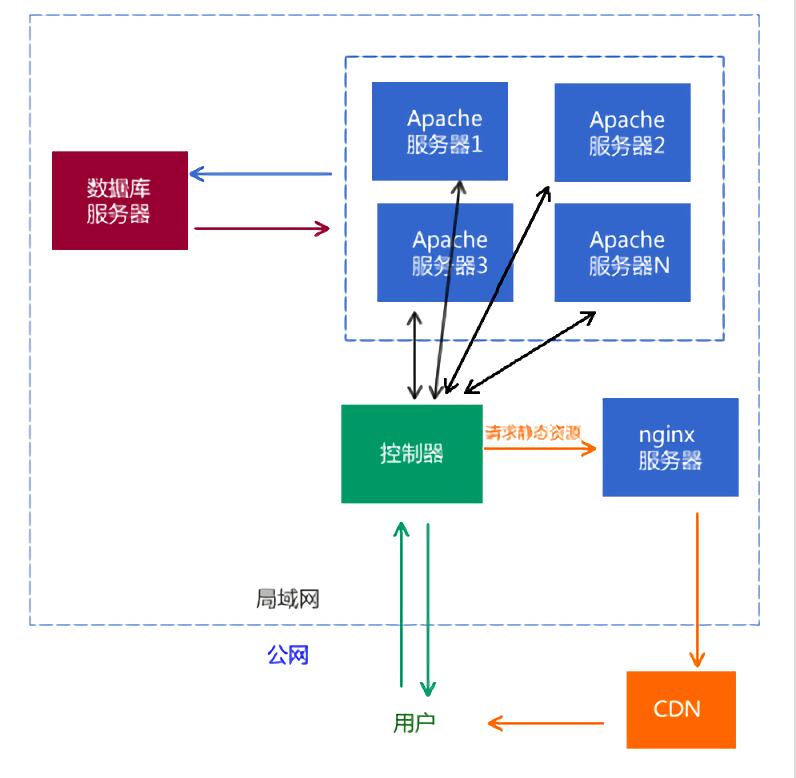 Apache
服务器1
Apache
服务器2
数据库
服务器
Apache
服务器3
Apache
服务器N
控制器
请求静态资源
nginx
服务器
局域网
公网
用户
CDN